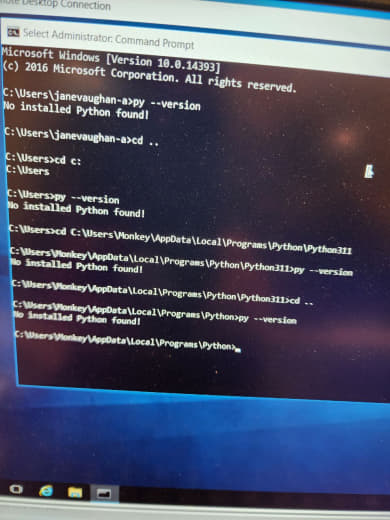 ote Desktop Connection
Select Administrator: Command Prompt
Microsoft Windows [Version 10.0.14393]
(c) 2016 Microsoft Corporation. All rights reserved.
C:\Users\janevaughan-a>py --version
No installed Python found!
C:\Users\janevaughan-a>cd ..
C:\Users>cd c:
C:\Users
C:\Users>py --version
No installed Python found!
C:\Users>cd C:\Users\Monkey\AppData\Local\Programs\Python\Python311
C:\Users\Monkey\AppData\Local\Programs\Python\Python311>py --version
No installed Python found!
C:\Users\Monkey\AppData\Local\Programs\Python\Python311>cd ..
C:\Users\Monkey\AppData\Local\Programs\Python>py --version
No installed Python found!
C:\Users\Monkey\AppData\Local\Programs\Python>